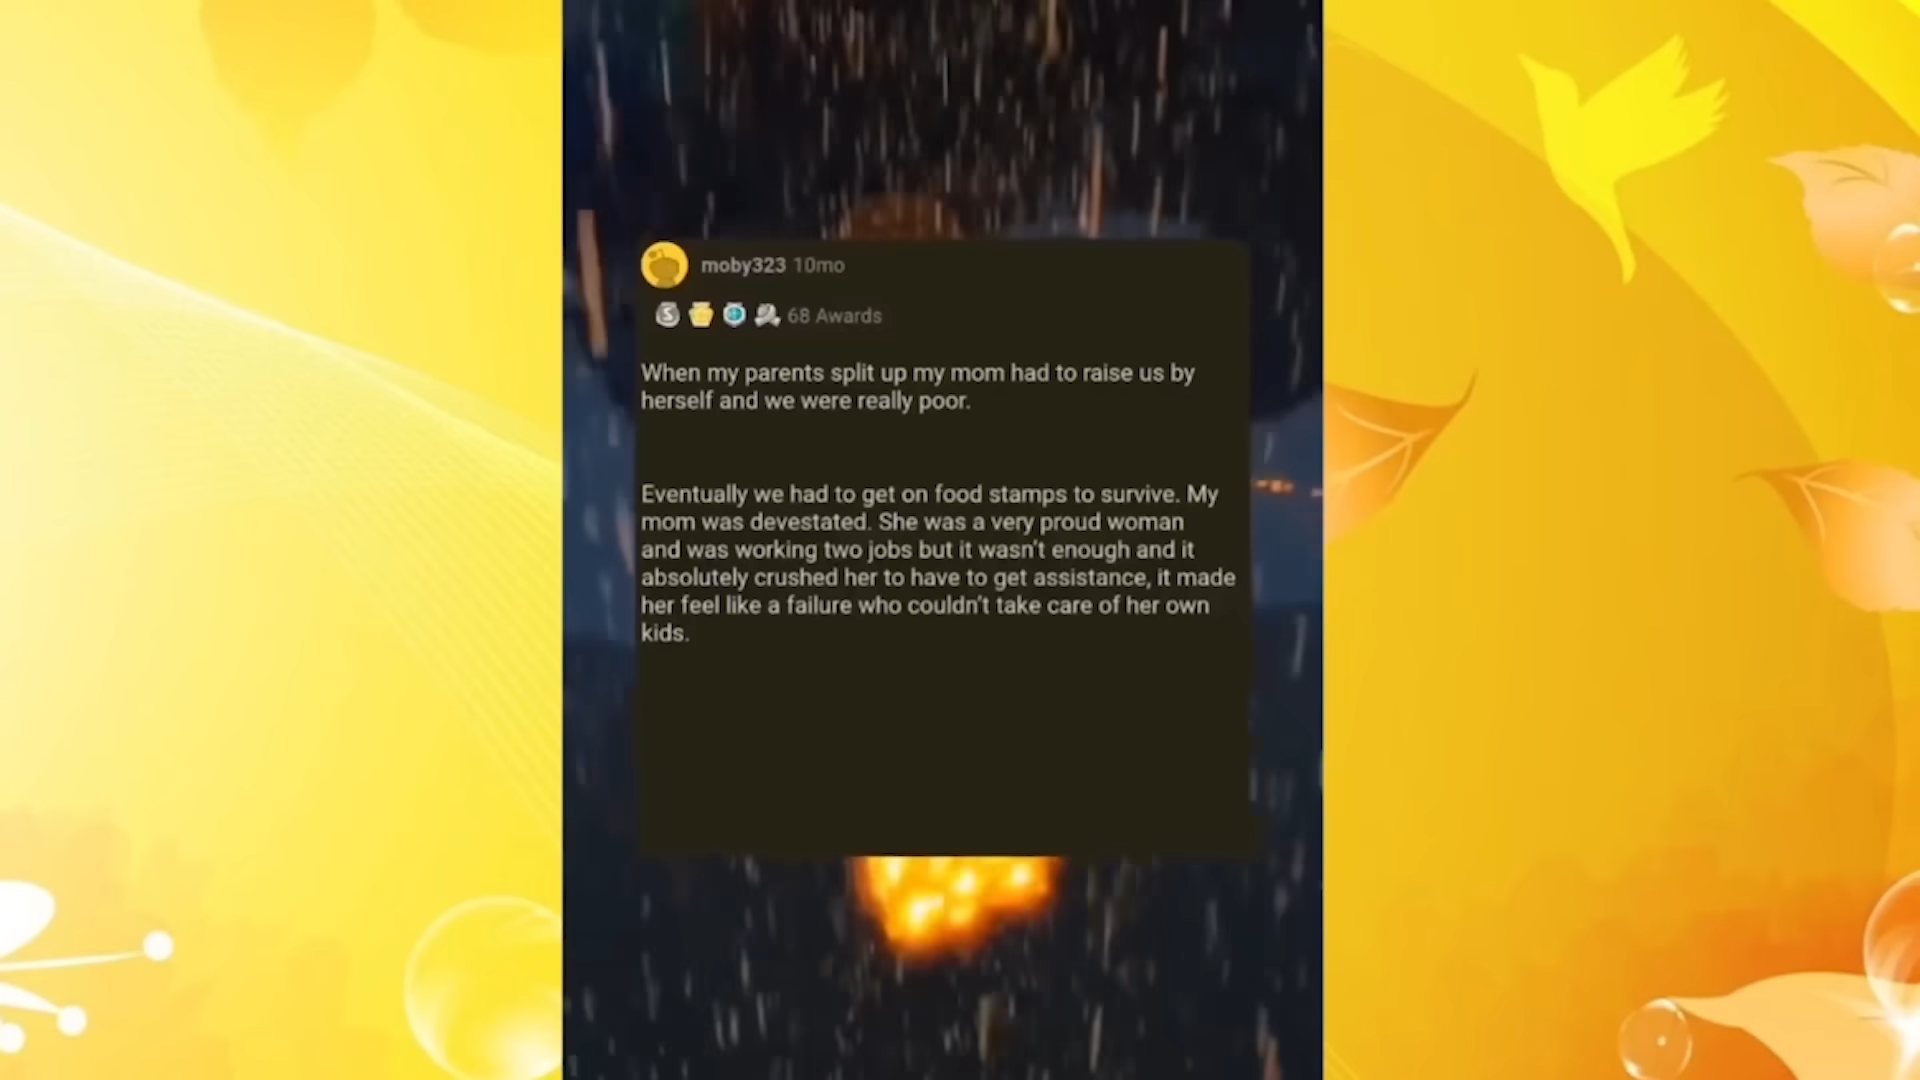 moby323 10mo
68 Awards
When my parents split up my mom had to raise us by
herself and we were really poor.
Eventually we had to get on food stamps to survive. My
mom was devestated. She was a very proud woman
and was working two jobs but it wasn't enough and it
absolutely crushed her to have to get assistance, it made
her feel like a failure who couldn't take care of her own
kids.